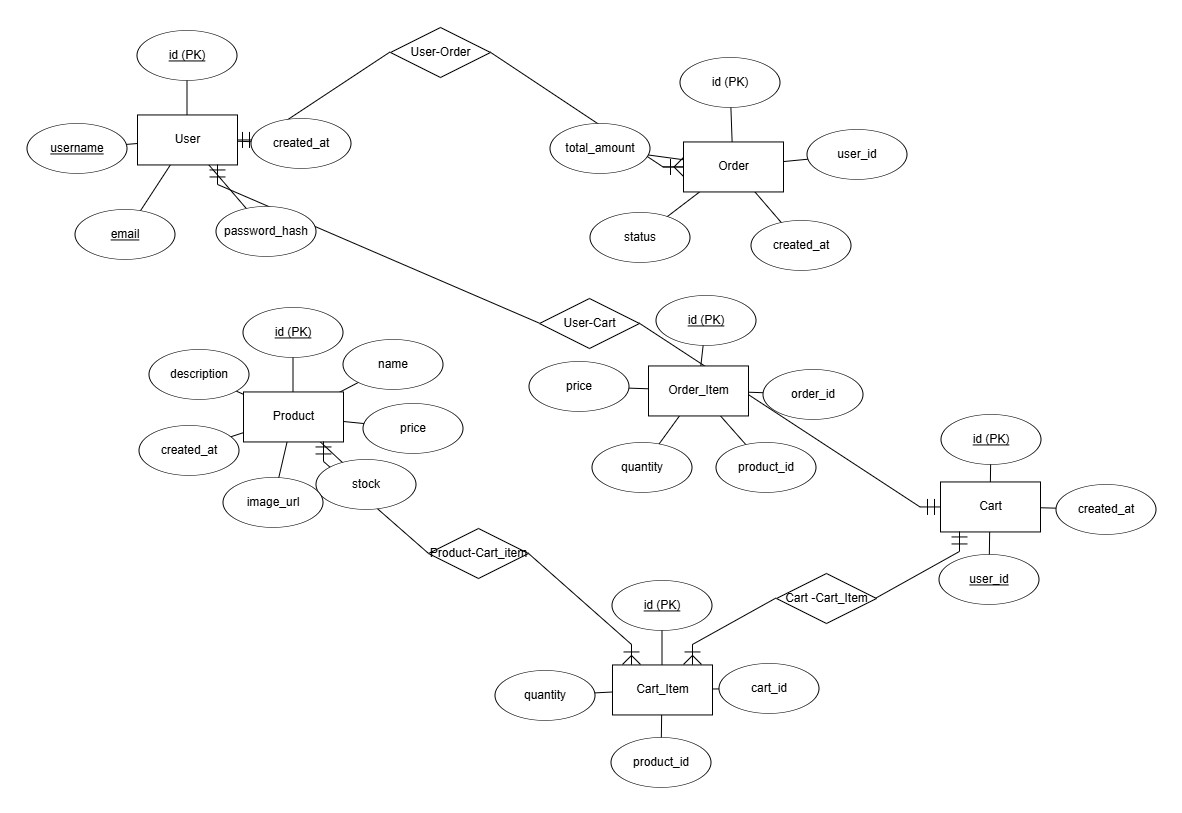 User-Order
id (PK)
id (PK)
User
username
created_at
total_amount
Order
user_id
email
password_hash
status
created_at
User-Cart
id (PK)
id (PK)
description
name
Product
price
created_at
image_url
stock
price
Order_Item
order_id
quantity
product_id
id (PK)
Cart
created_at
user_id
Product-Cart_item
Cart -Cart_Item
id (PK)
quantity
Cart_Item
cart_id
product_id